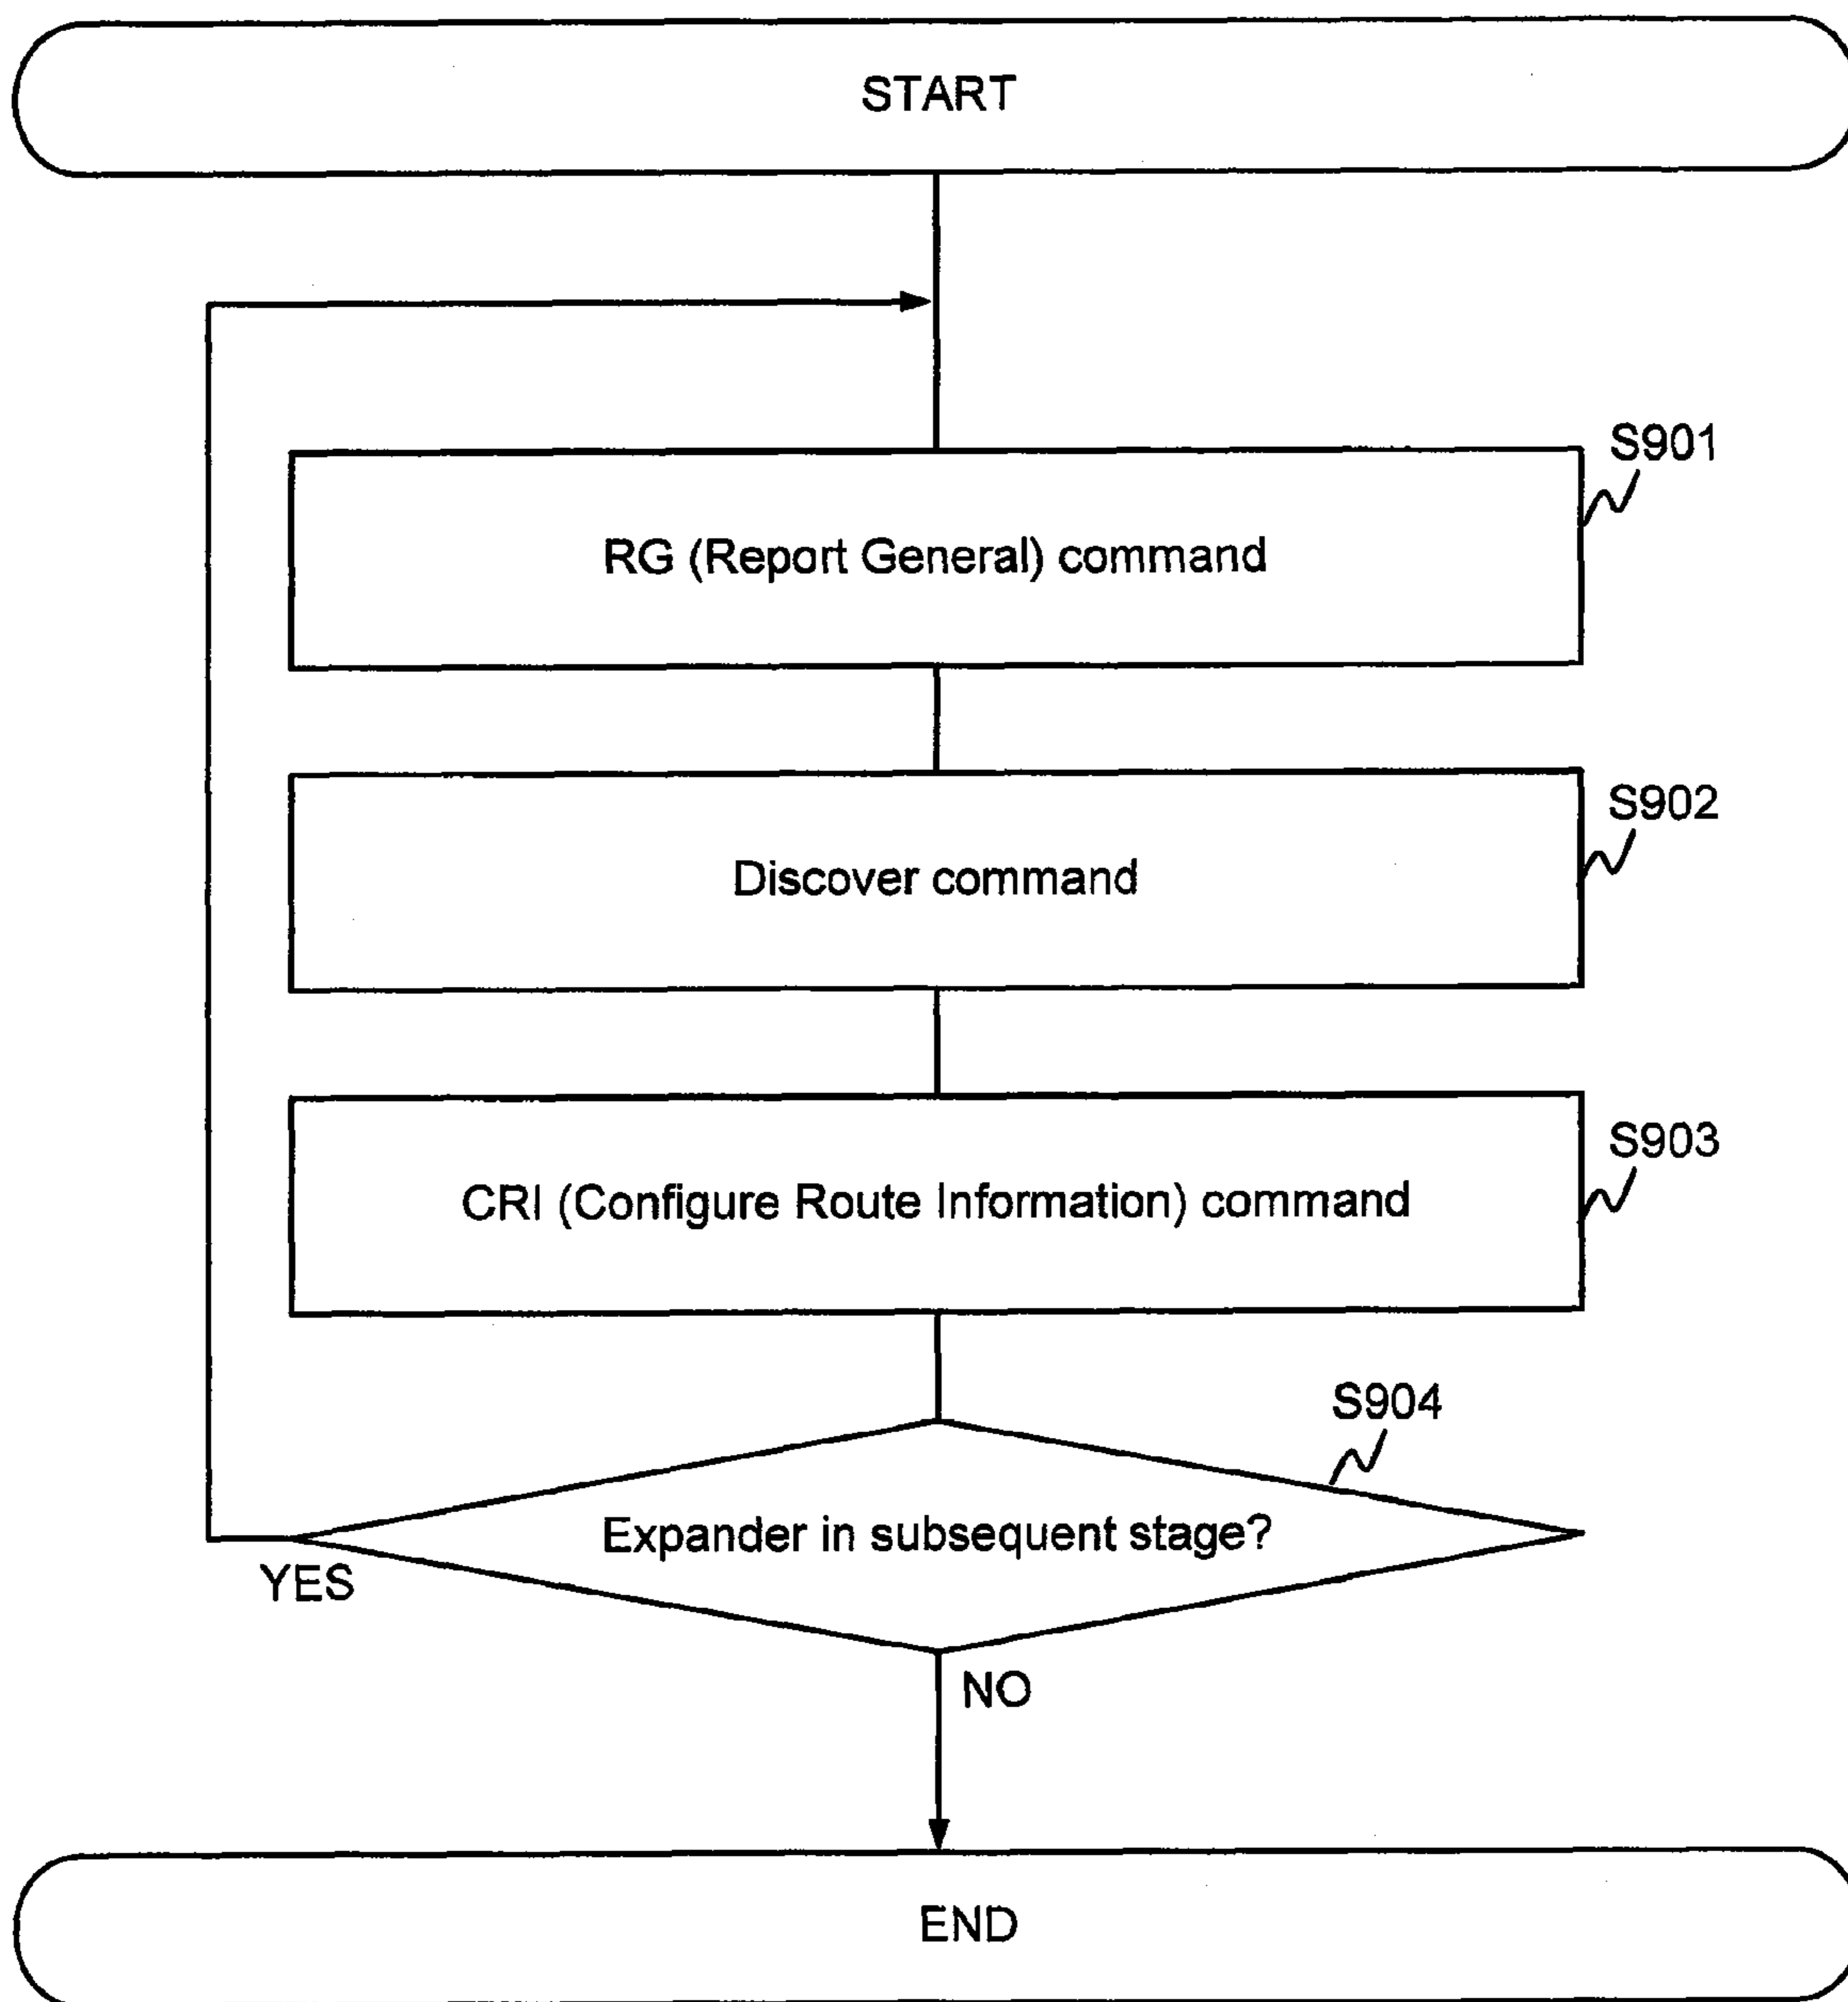 START
S901
RG (Report General) command
S902
Discover command
S903
CRI (Configure Route Information) command
S904
Expander in subsequent stage?
YES
NO
END